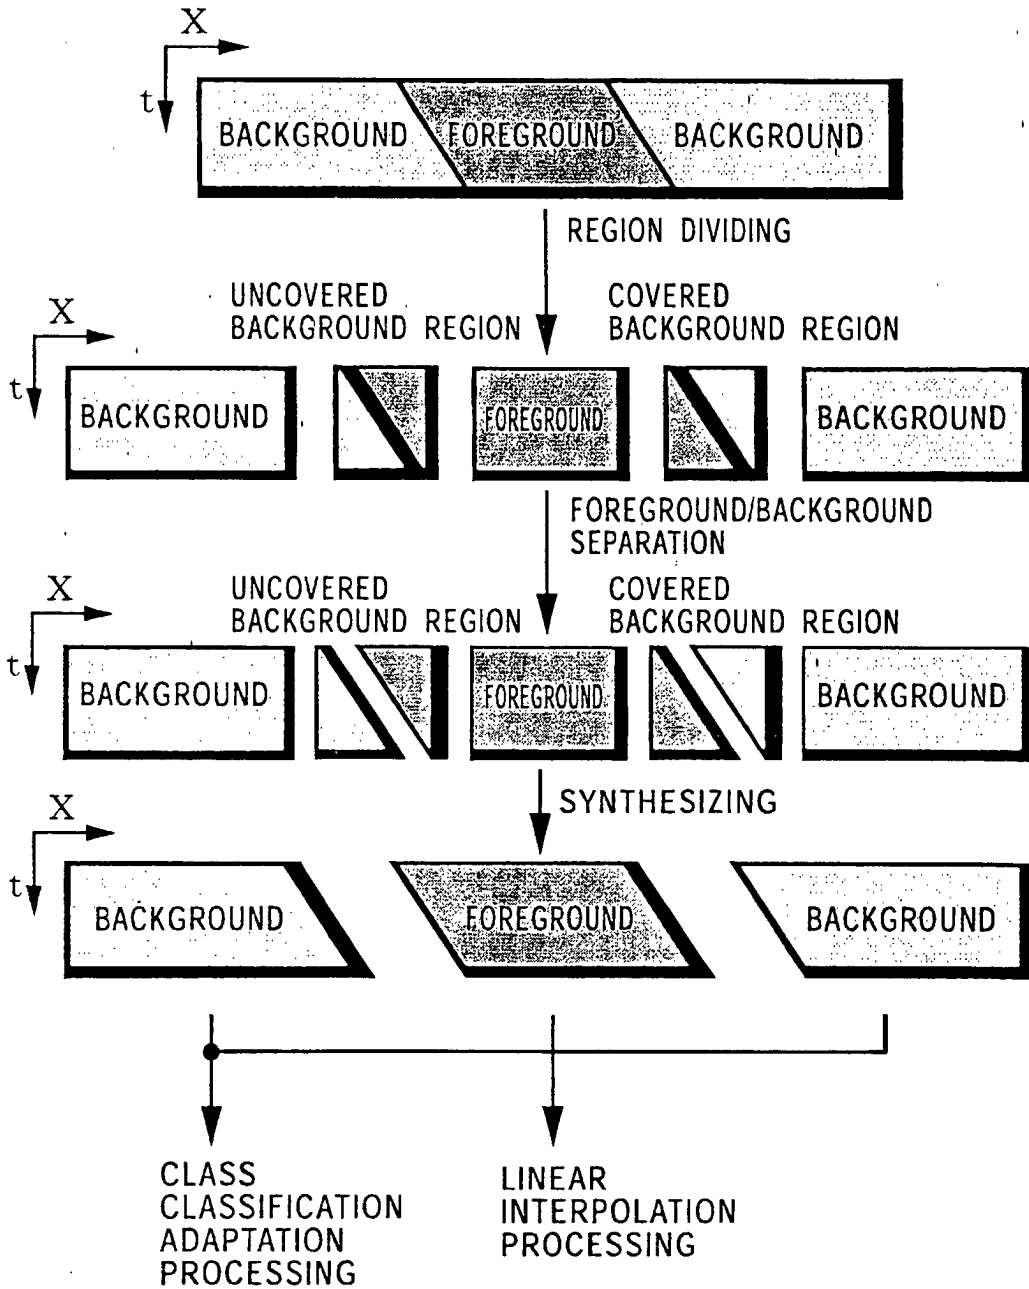 X
t
BACKGROUND FOREGROUND BACKGROUND
REGION DIVIDING
UNCOVERED
BACKGROUND REGION
COVERED
BACKGROUND REGION
X
t
BACKGROUND FOREGROUND BACKGROUND
FOREGROUND/BACKGROUND
SEPARATION
UNCOVERED
BACKGROUND REGION
COVERED
BACKGROUND REGION
X
t
BACKGROUND FOREGROUND BACKGROUND
SYNTHESIZING
X
t
BACKGROUND FOREGROUND BACKGROUND
CLASS
CLASSIFICATION
ADAPTATION
PROCESSING
LINEAR
INTERPOLATION
PROCESSING